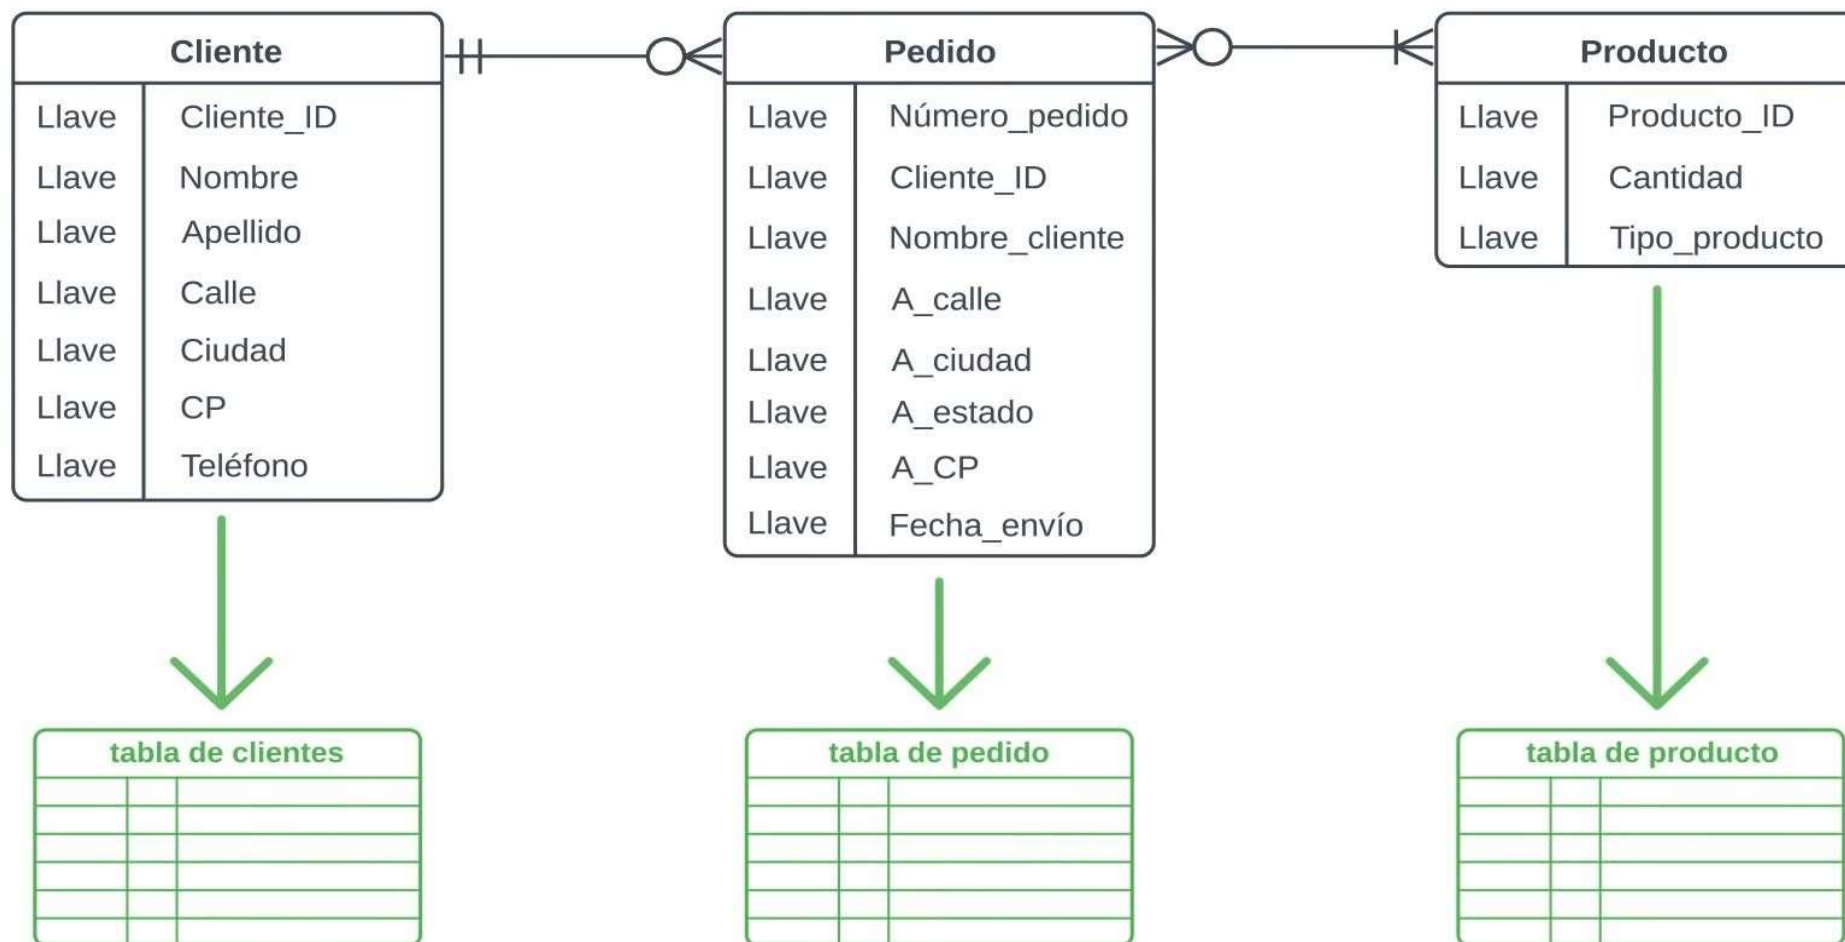 Cliente
Llave Cliente_ID
Llave Nombre
Llave Apellido
Llave Calle
Llave Ciudad
Llave CP
Llave Teléfono
Pedido
Llave Número_pedido
Llave Cliente_ID
Llave Nombre_cliente
Llave A_calle
Llave A_ciudad
Llave A_estado
Llave A_CP
Llave Fecha_envío
Producto
Llave Producto_ID
Llave Cantidad
Llave Tipo_producto
tabla de clientes
tabla de pedido
tabla de producto